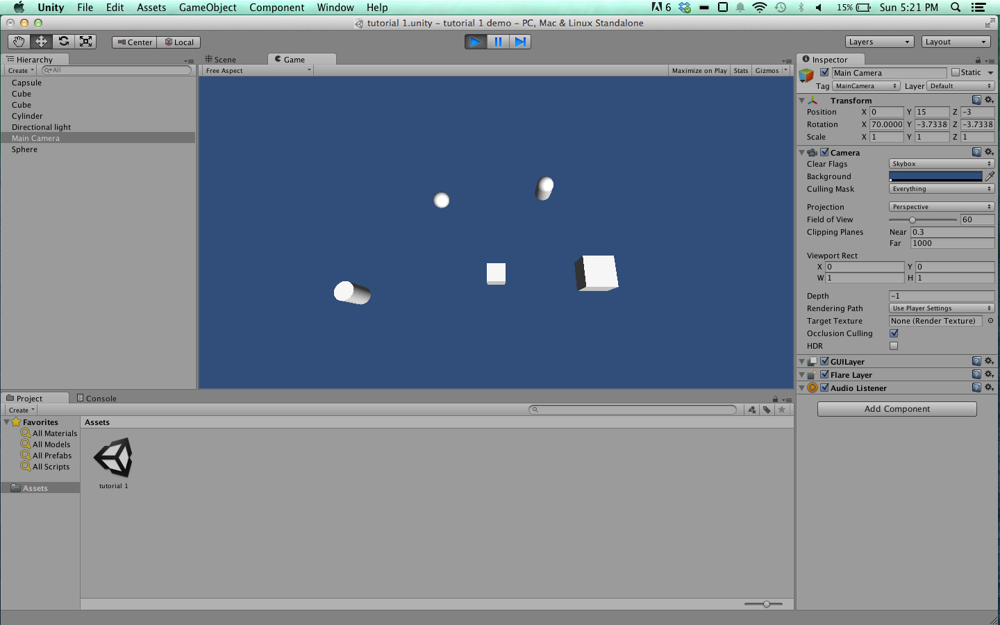 Unity File Edit Assets GameObject Component Window Help 6 15% Sun 5:21 PM
tutorial 1.unity – tutorial 1 demo – PC, Mac & Linux Standalone
Center Local Layers Layout
Hierarchy
Create All
Capsule
Cube
Cube
Cylinder
Directional light
Main Camera
Sphere
Scene Game
Free Aspect Maximize on Play Stats Gizmos
Inspector
Main Camera Static
Tag MainCamera Layer Default
Transform
Position X 0 Y 15 Z -3
Rotation X 70.0000 Y -3.7338 Z -3.7338
Scale X 1 Y 1 Z 1
Camera
Clear Flags Skybox
Background
Culling Mask Everything
Projection Perspective
Field of View 60
Clipping Planes Near 0.3
Far 1000
Viewport Rect
X 0 Y 0
W 1 H 1
Depth -1
Rendering Path Use Player Settings
Target Texture None (Render Texture)
Occlusion Culling
HDR
GUILayer
Flare Layer
Audio Listener
Add Component
Project Console
Create
Favorites
All Materials
All Models
All Prefabs
All Scripts
Assets
Assets
tutorial 1